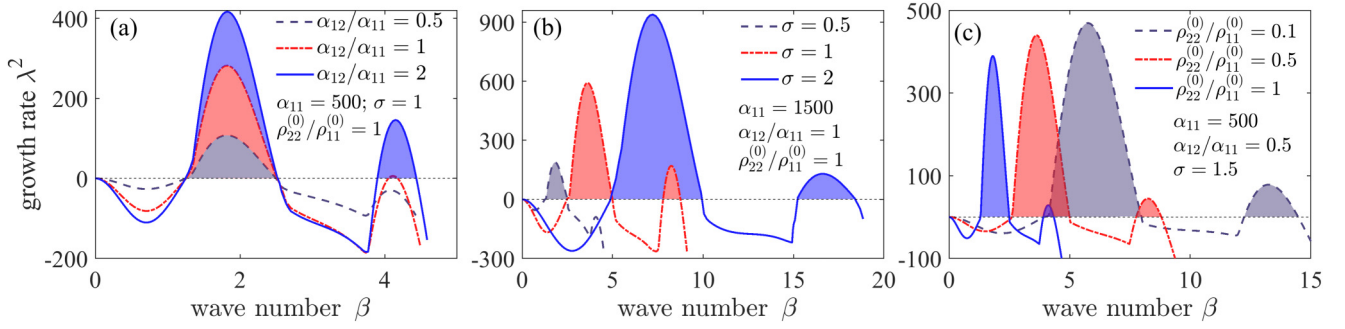 (a)
α₁₂/α₁₁ = 0.5
α₁₂/α₁₁ = 1
α₁₂/α₁₁ = 2
α₁₁ = 500; σ = 1
ρ₂₂⁽⁰⁾/ρ₁₁⁽⁰⁾ = 1
growth rate λ²
400
200
0
-200
0
2
4
wave number β
(b)
σ = 0.5
σ = 1
σ = 2
α₁₁ = 1500
α₁₂/α₁₁ = 1
ρ₂₂⁽⁰⁾/ρ₁₁⁽⁰⁾ = 1
900
600
300
0
-300
0
5
10
15
20
wave number β
(c)
ρ₂₂⁽⁰⁾/ρ₁₁⁽⁰⁾ = 0.1
ρ₂₂⁽⁰⁾/ρ₁₁⁽⁰⁾ = 0.5
ρ₂₂⁽⁰⁾/ρ₁₁⁽⁰⁾ = 1
α₁₁ = 500
α₁₂/α₁₁ = 0.5
σ = 1.5
500
300
100
-100
0
5
10
15
wave number β